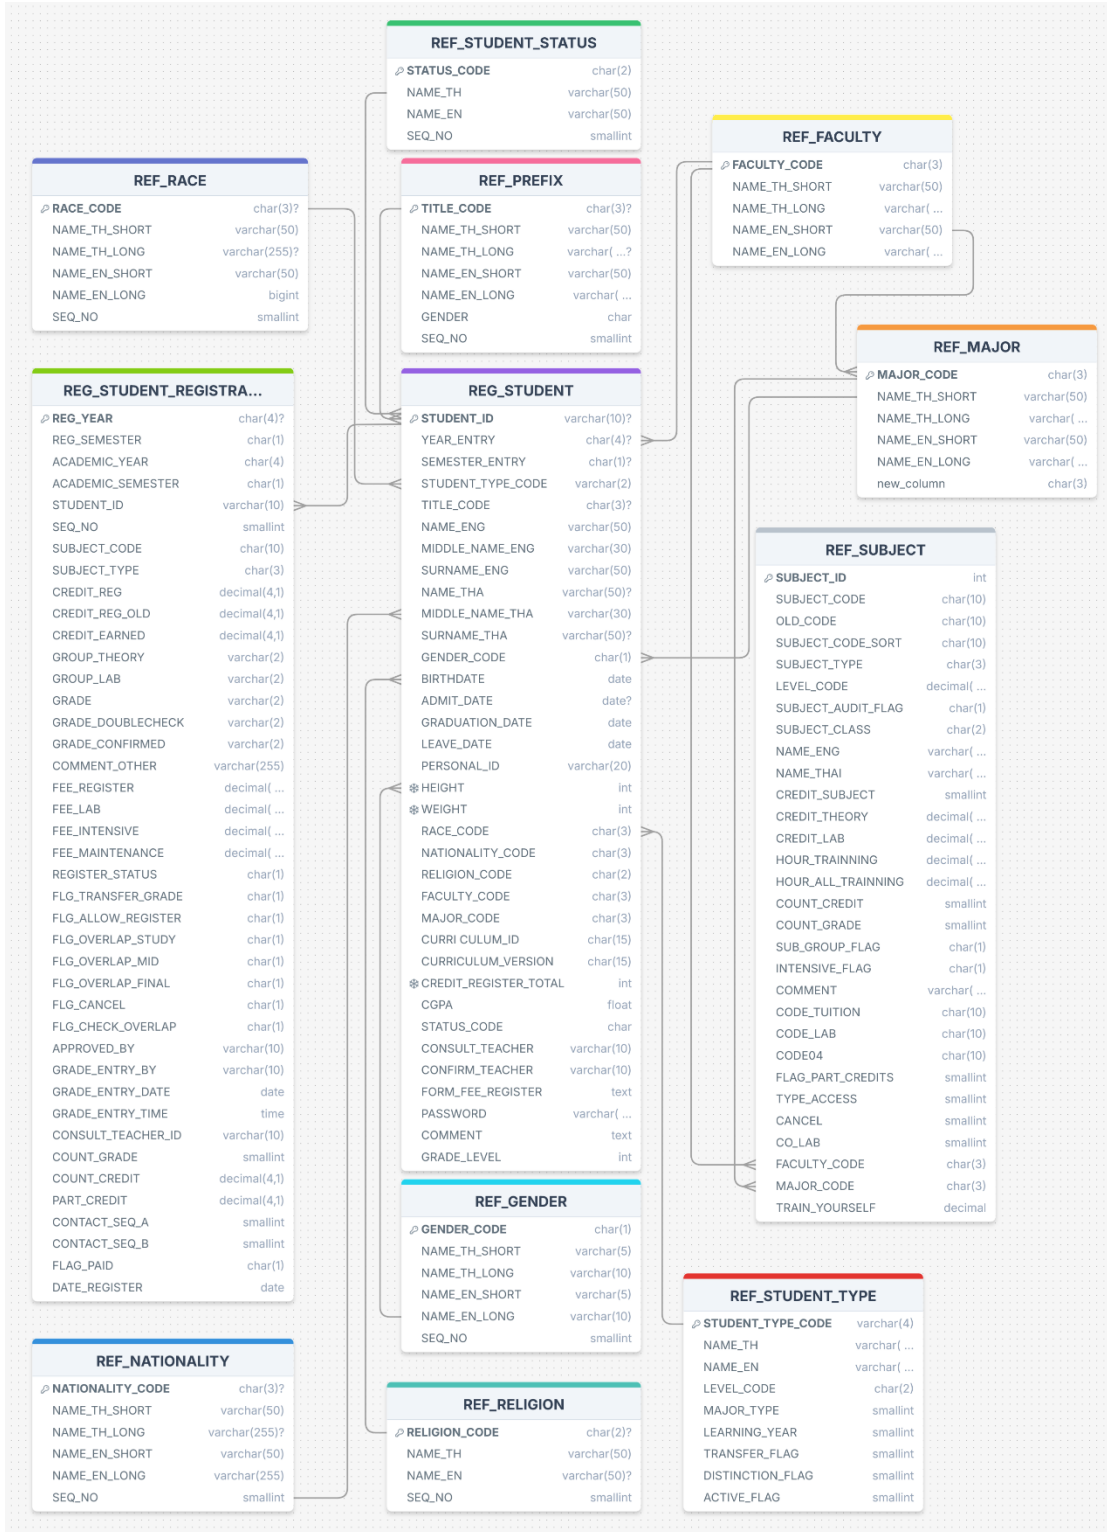 REF_STUDENT_STATUS
STATUS_CODE char(2)
NAME_TH varchar(50)
NAME_EN varchar(50)
SEQ_NO smallint
REF_FACULTY
FACULTY_CODE char(3)
NAME_TH_SHORT varchar(50)
NAME_TH_LONG varchar( ...
NAME_EN_SHORT varchar(50)
NAME_EN_LONG varchar( ...
REF_RACE
RACE_CODE char(3)?
NAME_TH_SHORT varchar(50)
NAME_TH_LONG varchar(255)?
NAME_EN_SHORT varchar(50)
NAME_EN_LONG bigint
SEQ_NO smallint
REF_PREFIX
TITLE_CODE char(3)?
NAME_TH_SHORT varchar(50)
NAME_TH_LONG varchar( ...?
NAME_EN_SHORT varchar(50)
NAME_EN_LONG varchar( ...
GENDER char
SEQ_NO smallint
REF_MAJOR
MAJOR_CODE char(3)
NAME_TH_SHORT varchar(50)
NAME_TH_LONG varchar( ...
NAME_EN_SHORT varchar(50)
NAME_EN_LONG varchar( ...
new_column char(3)
REG_STUDENT_REGISTRA...
REG_YEAR char(4)?
REG_SEMESTER char(1)
ACADEMIC_YEAR char(4)
ACADEMIC_SEMESTER char(1)
STUDENT_ID varchar(10)
SEQ_NO smallint
SUBJECT_CODE char(10)
SUBJECT_TYPE char(3)
CREDIT_REG decimal(4,1)
CREDIT_REG_OLD decimal(4,1)
CREDIT_EARNED decimal(4,1)
GROUP_THEORY varchar(2)
GROUP_LAB varchar(2)
GRADE varchar(2)
GRADE_DOUBLECHECK varchar(2)
GRADE_CONFIRMED varchar(2)
COMMENT_OTHER varchar(255)
FEE_REGISTER decimal( ...
FEE_LAB decimal( ...
FEE_INTENSIVE decimal( ...
FEE_MAINTENANCE decimal( ...
REGISTER_STATUS char(1)
FLG_TRANSFER_GRADE char(1)
FLG_ALLOW_REGISTER char(1)
FLG_OVERLAP_STUDY char(1)
FLG_OVERLAP_MID char(1)
FLG_OVERLAP_FINAL char(1)
FLG_CANCEL char(1)
FLG_CHECK_OVERLAP char(1)
APPROVED_BY varchar(10)
GRADE_ENTRY_BY varchar(10)
GRADE_ENTRY_DATE date
GRADE_ENTRY_TIME time
CONSULT_TEACHER_ID varchar(10)
COUNT_GRADE smallint
COUNT_CREDIT decimal(4,1)
PART_CREDIT decimal(4,1)
CONTACT_SEQ_A smallint
CONTACT_SEQ_B smallint
FLAG_PAID char(1)
DATE_REGISTER date
REG_STUDENT
STUDENT_ID varchar(10)?
YEAR_ENTRY char(4)?
SEMESTER_ENTRY char(1)?
STUDENT_TYPE_CODE varchar(2)
TITLE_CODE char(3)?
NAME_ENG varchar(50)
MIDDLE_NAME_ENG varchar(30)
SURNAME_ENG varchar(50)
NAME_THA varchar(50)?
MIDDLE_NAME_THA varchar(30)
SURNAME_THA varchar(50)?
GENDER_CODE char(1)
BIRTHDATE date
ADMIT_DATE date?
GRADUATION_DATE date
LEAVE_DATE date
PERSONAL_ID varchar(20)
HEIGHT int
WEIGHT int
RACE_CODE char(3)
NATIONALITY_CODE char(3)
RELIGION_CODE char(2)
FACULTY_CODE char(3)
MAJOR_CODE char(3)
CURRI CULUM_ID char(15)
CURRICULUM_VERSION char(15)
CREDIT_REGISTER_TOTAL int
CGPA float
STATUS_CODE char
CONSULT_TEACHER varchar(10)
CONFIRM_TEACHER varchar(10)
FORM_FEE_REGISTER text
PASSWORD varchar( ...
COMMENT text
GRADE_LEVEL int
REF_SUBJECT
SUBJECT_ID int
SUBJECT_CODE char(10)
OLD_CODE char(10)
SUBJECT_CODE_SORT char(10)
SUBJECT_TYPE char(3)
LEVEL_CODE decimal( ...
SUBJECT_AUDIT_FLAG char(1)
SUBJECT_CLASS char(2)
NAME_ENG varchar( ...
NAME_THAI varchar( ...
CREDIT_SUBJECT smallint
CREDIT_THEORY decimal( ...
CREDIT_LAB decimal( ...
HOUR_TRAINNING decimal( ...
HOUR_ALL_TRAINNING decimal( ...
COUNT_CREDIT smallint
COUNT_GRADE smallint
SUB_GROUP_FLAG char(1)
INTENSIVE_FLAG char(1)
COMMENT varchar( ...
CODE_TUITION char(10)
CODE_LAB char(10)
CODE04 char(10)
FLAG_PART_CREDITS smallint
TYPE_ACCESS smallint
CANCEL smallint
CO_LAB smallint
FACULTY_CODE char(3)
MAJOR_CODE char(3)
TRAIN_YOURSELF decimal
REF_GENDER
GENDER_CODE char(1)
NAME_TH_SHORT varchar(5)
NAME_TH_LONG varchar(10)
NAME_EN_SHORT varchar(5)
NAME_EN_LONG varchar(10)
SEQ_NO smallint
REF_STUDENT_TYPE
STUDENT_TYPE_CODE varchar(4)
NAME_TH varchar( ...
NAME_EN varchar( ...
LEVEL_CODE char(2)
MAJOR_TYPE smallint
LEARNING_YEAR smallint
TRANSFER_FLAG smallint
DISTINCTION_FLAG smallint
ACTIVE_FLAG smallint
REF_NATIONALITY
NATIONALITY_CODE char(3)?
NAME_TH_SHORT varchar(50)
NAME_TH_LONG varchar(255)?
NAME_EN_SHORT varchar(50)
NAME_EN_LONG varchar(255)
SEQ_NO smallint
REF_RELIGION
RELIGION_CODE char(2)?
NAME_TH varchar(50)
NAME_EN varchar(50)?
SEQ_NO smallint